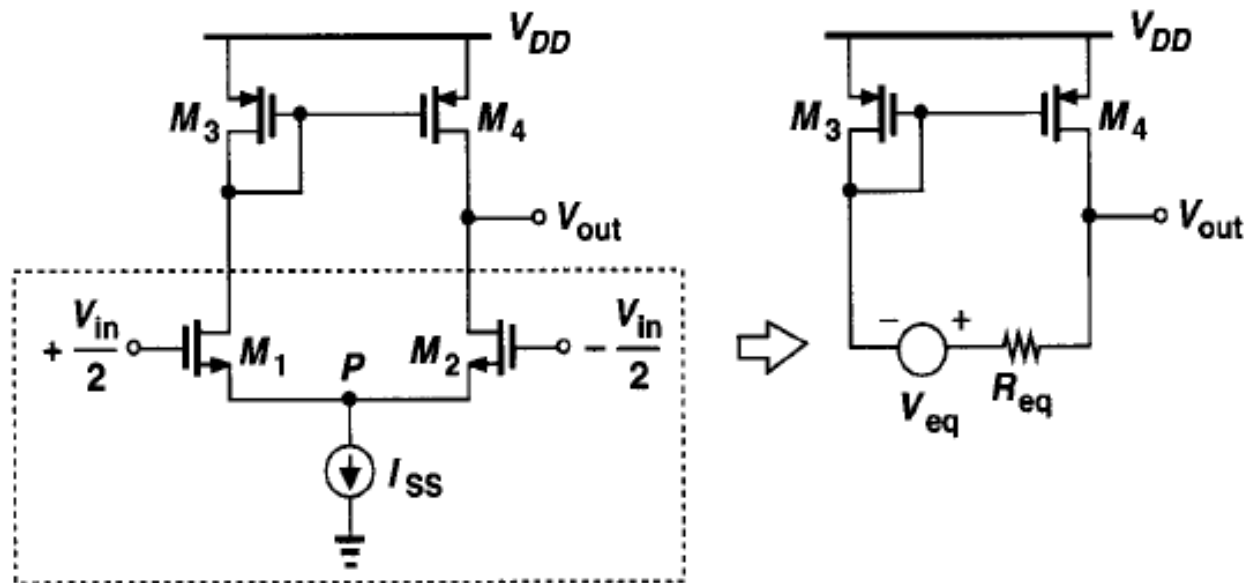 V_DD
M_3
M_4
V_out
+ V_in/2
M_1
P
M_2
- V_in/2
I_SS
V_DD
M_3
M_4
V_out
- +
V_eq
R_eq